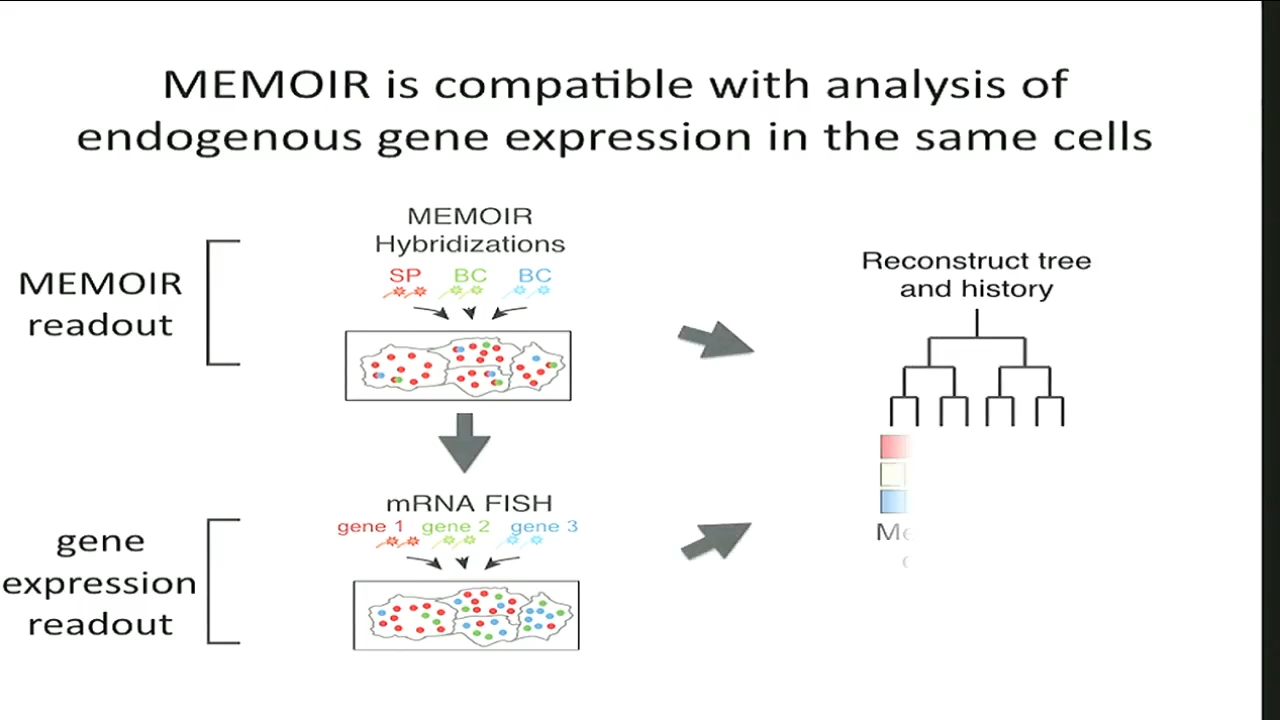 MEMOIR is compatible with analysis of
endogenous gene expression in the same cells
MEMOIR
readout
MEMOIR
Hybridizations
SP BC BC
Reconstruct tree
and history
gene
expression
readout
mRNA FISH
gene 1 gene 2 gene 3